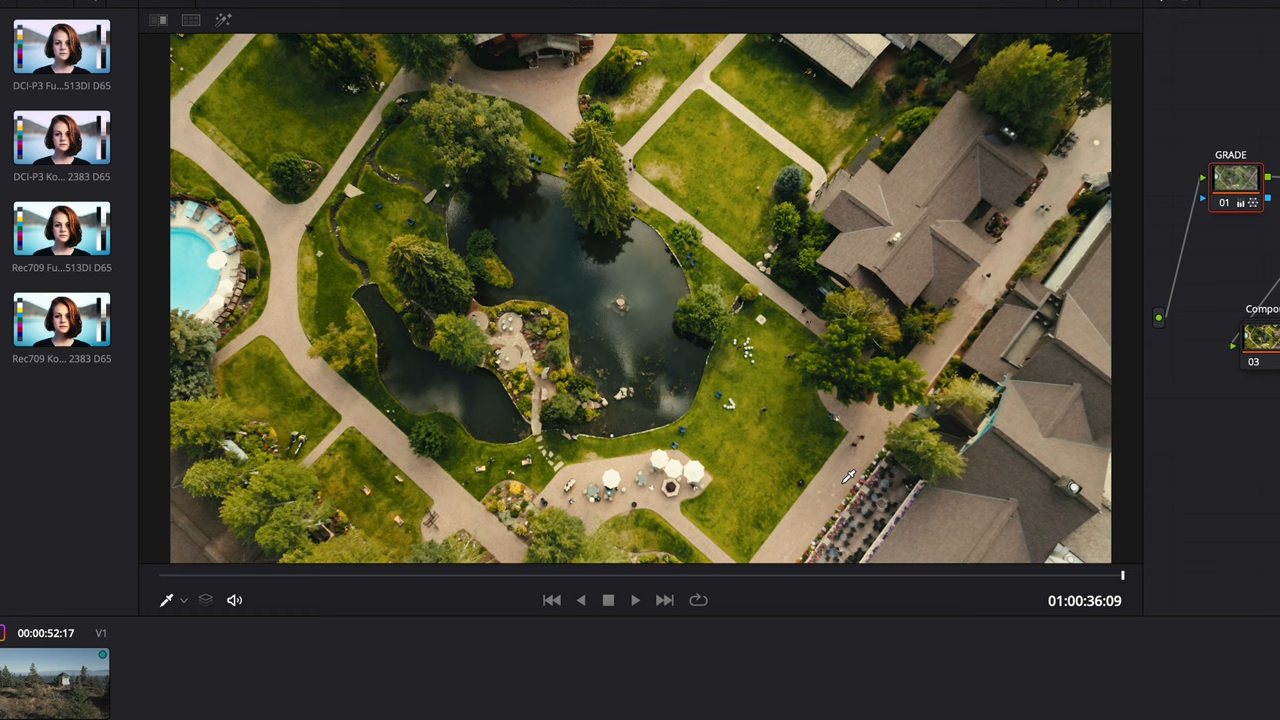 DCI-P3 Fu...513DI D65
DCI-P3 Ko... 2383 D65
Rec709 Fu...513DI D65
Rec709 Ko... 2383 D65
GRADE
01
Compo
03
01:00:36:09
00:00:52:17 V1